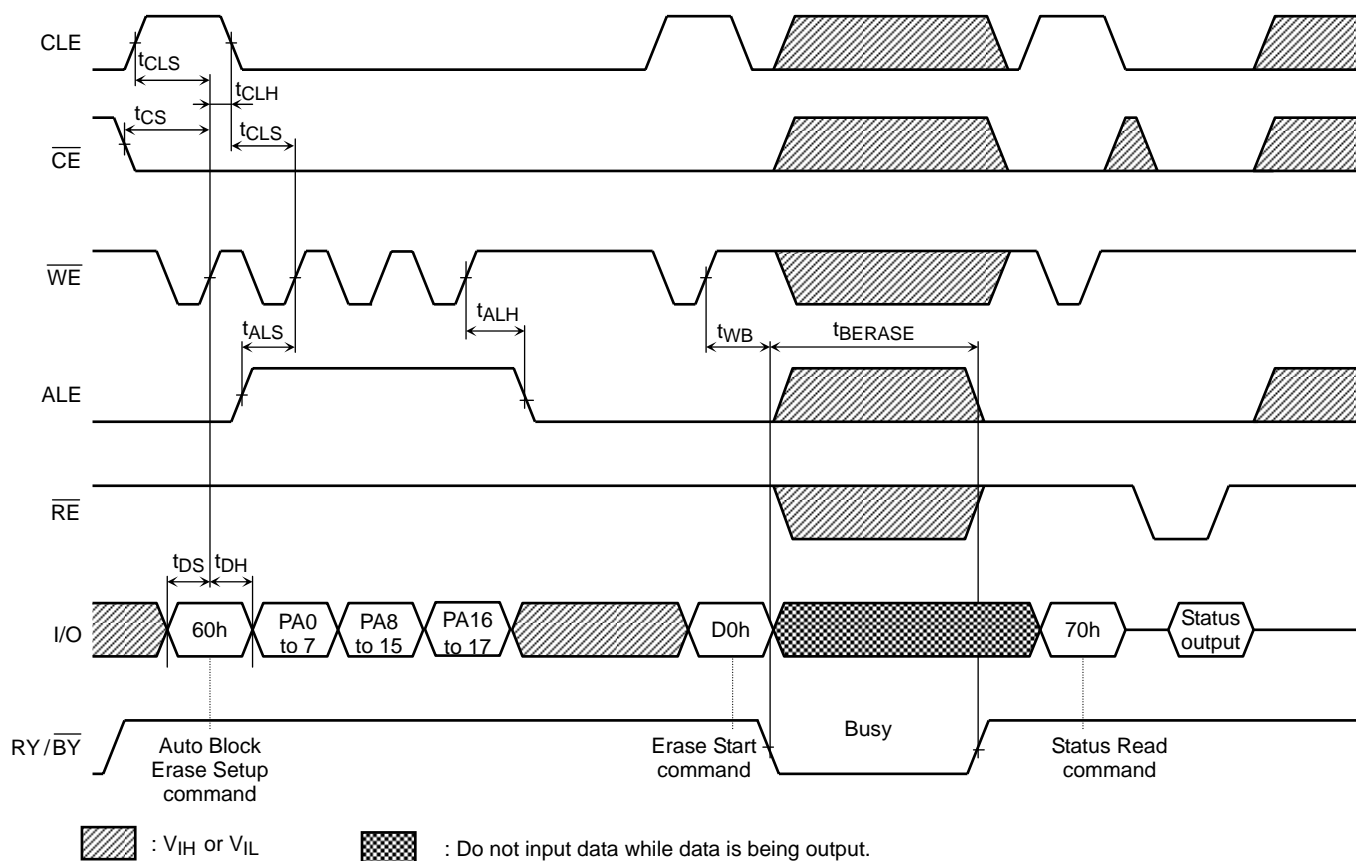 CLE
tCLS
tCLH
tCS
tCLS
CE
WE
tALS
tALH
tWB
tBERASE
ALE
RE
tDS
tDH
I/O
60h
PA0
to 7
PA8
to 15
PA16
to 17
D0h
70h
Status
output
RY/BY
Busy
Auto Block
Erase Setup
command
Erase Start
command
Status Read
command
: VIH or VIL
: Do not input data while data is being output.